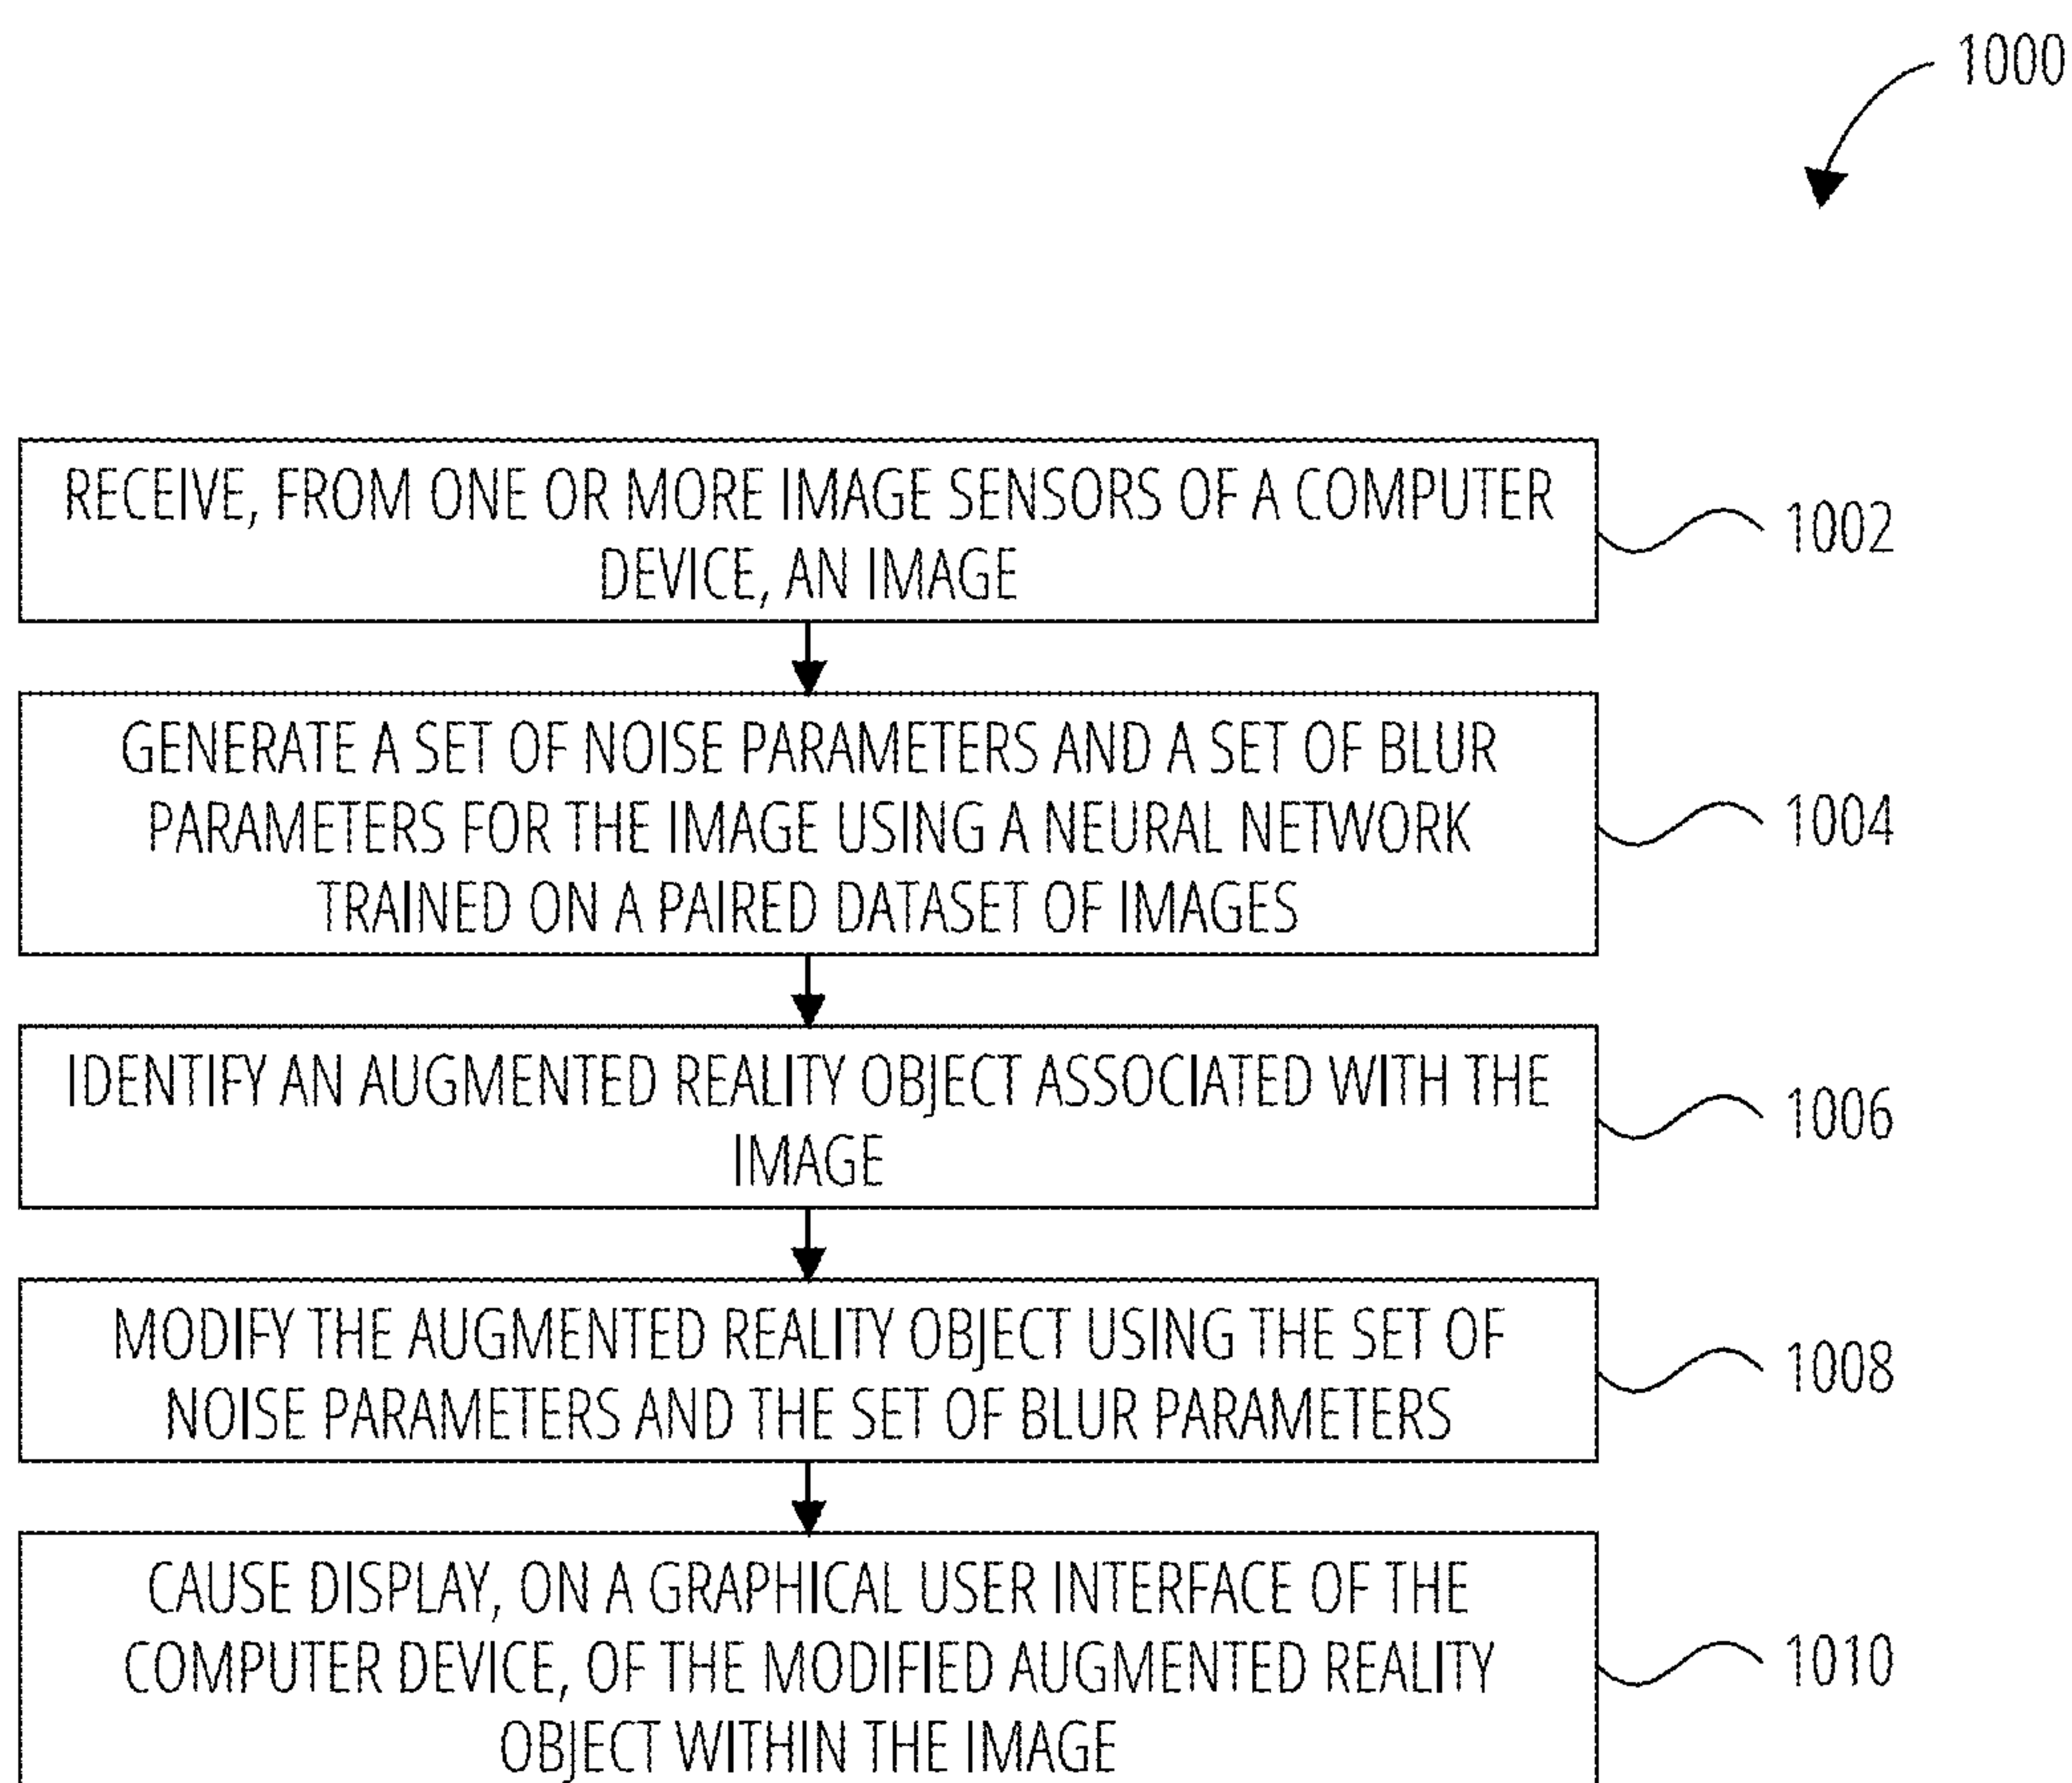 1000
RECEIVE, FROM ONE OR MORE IMAGE SENSORS OF A COMPUTER
DEVICE, AN IMAGE
1002
GENERATE A SET OF NOISE PARAMETERS AND A SET OF BLUR
PARAMETERS FOR THE IMAGE USING A NEURAL NETWORK
TRAINED ON A PAIRED DATASET OF IMAGES
1004
IDENTIFY AN AUGMENTED REALITY OBJECT ASSOCIATED WITH THE
IMAGE
1006
MODIFY THE AUGMENTED REALITY OBJECT USING THE SET OF
NOISE PARAMETERS AND THE SET OF BLUR PARAMETERS
1008
CAUSE DISPLAY, ON A GRAPHICAL USER INTERFACE OF THE
COMPUTER DEVICE, OF THE MODIFIED AUGMENTED REALITY
OBJECT WITHIN THE IMAGE
1010